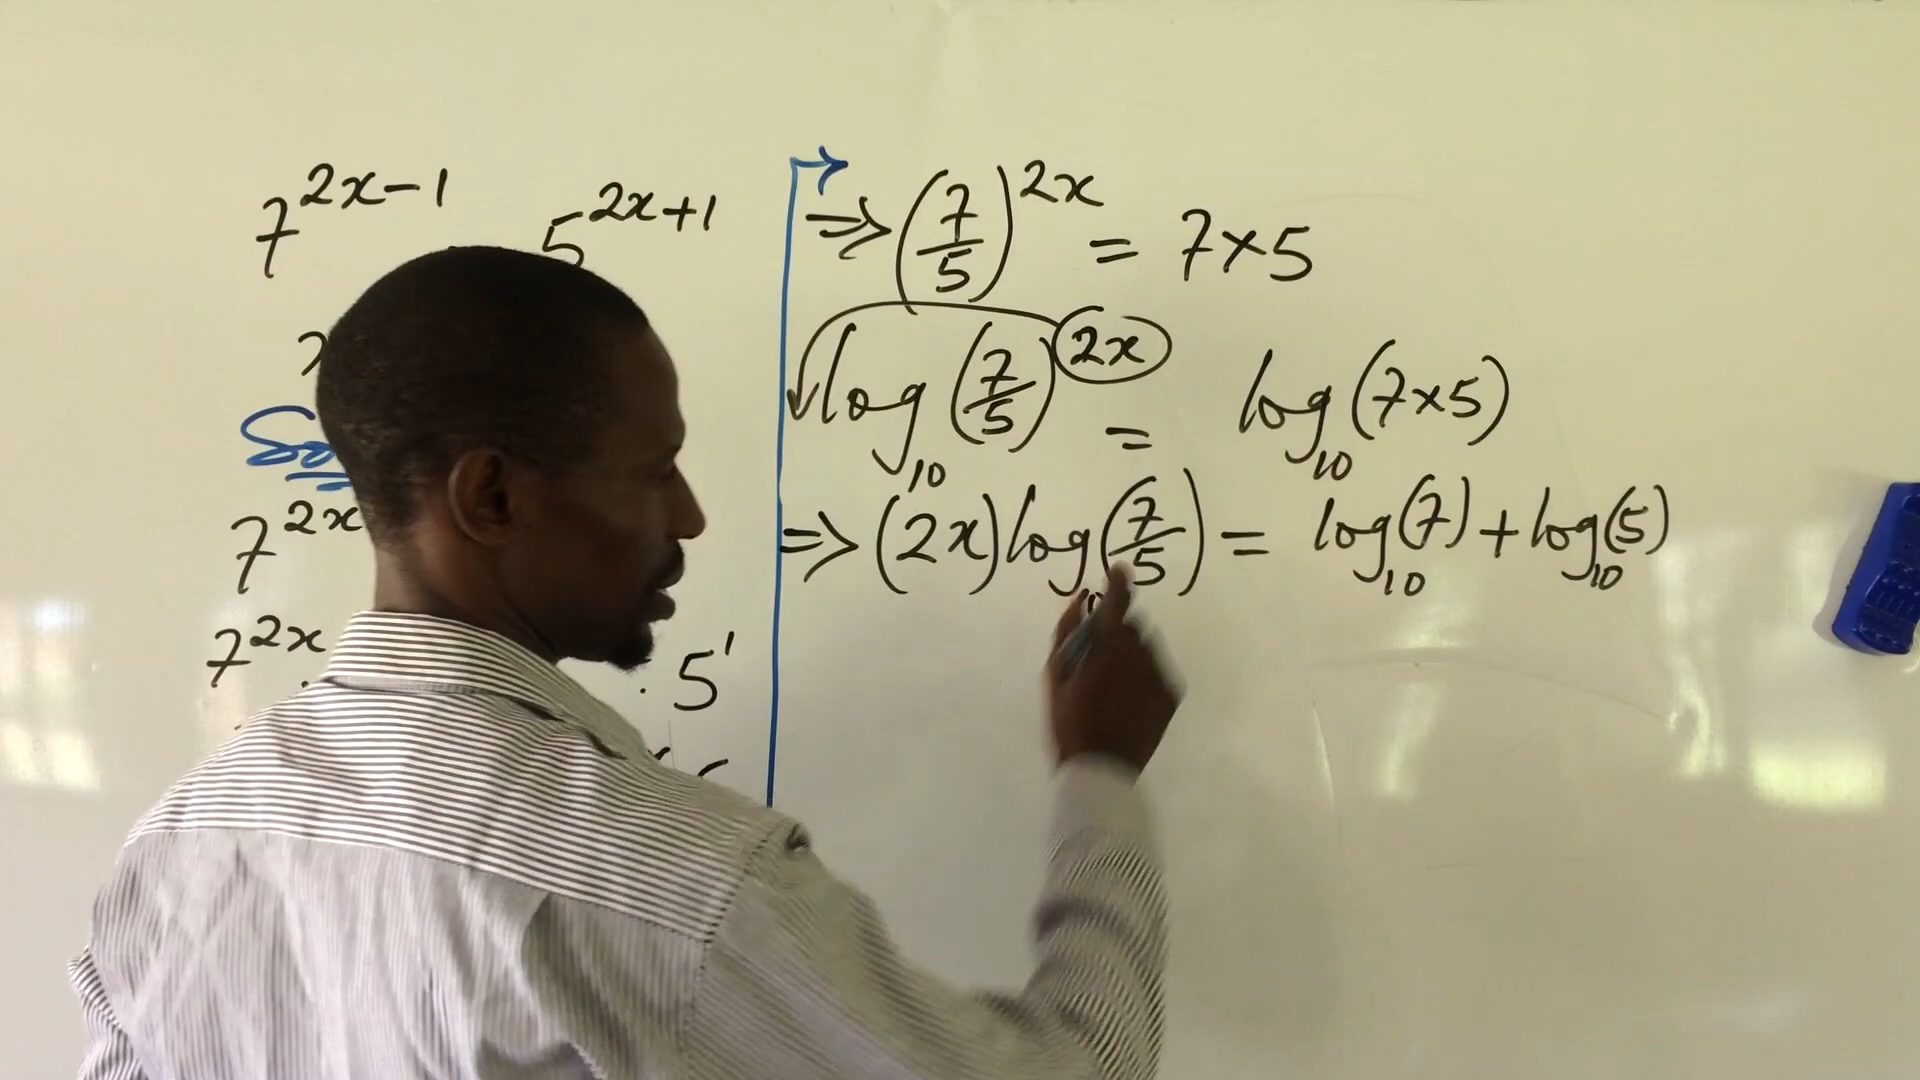 7^{2x-1} 5^{2x+1}
7^{2x}
7^{2x} . . 5^1
⇒ (7/5)^{2x} = 7×5
log_{10} (7/5)^{2x} = log_{10} (7×5)
⇒ (2x) log (7/5) = log_{10} (7) + log_{10} (5)